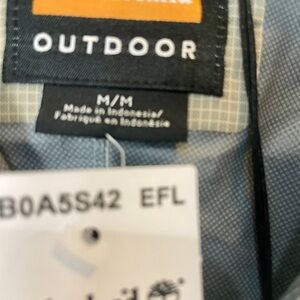 OUTDOOR
M/M
Made in Indonesia/
Fabriqué en Indonésie
B0A5S42 EFL